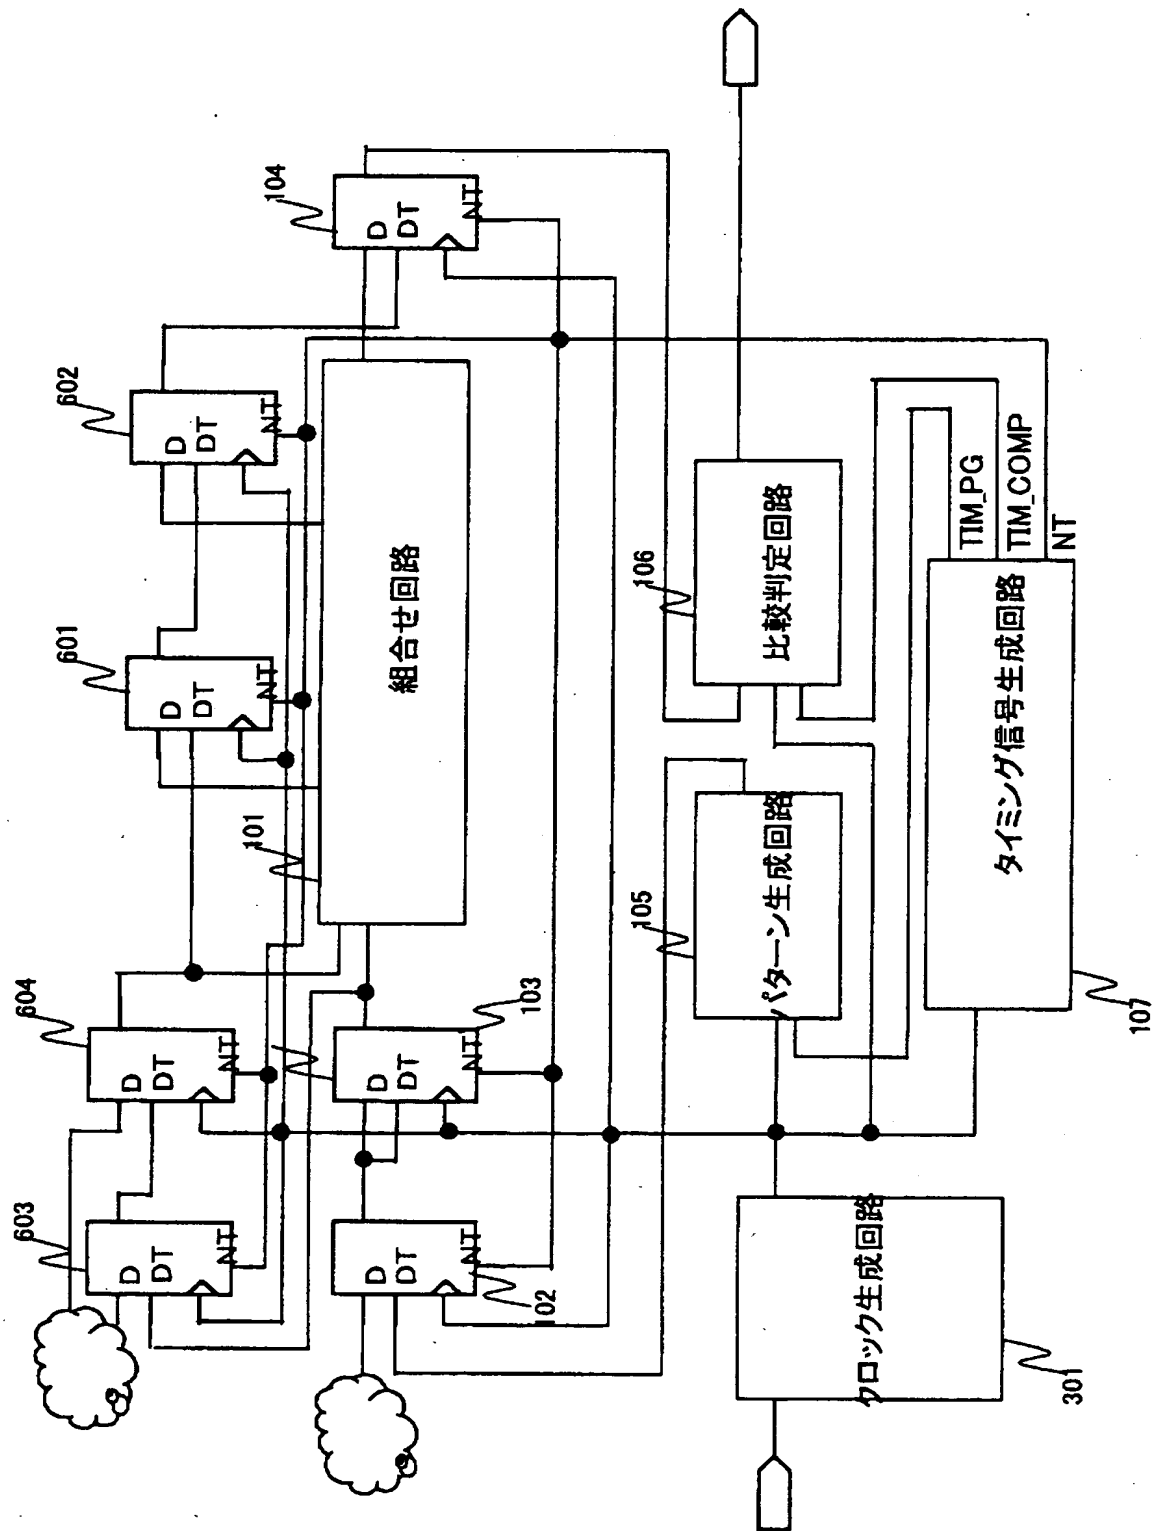 603
D
DT
NT
604
D
DT
NT
601
D
DT
NT
602
D
DT
NT
102
D
DT
NT
103
D
DT
NT
101
組合せ回路
104
D
DT
NT
105
パターン生成回路
106
比較判定回路
301
クロック生成回路
107
タイミング信号生成回路
TIM_PG
TIM_COMP
NT